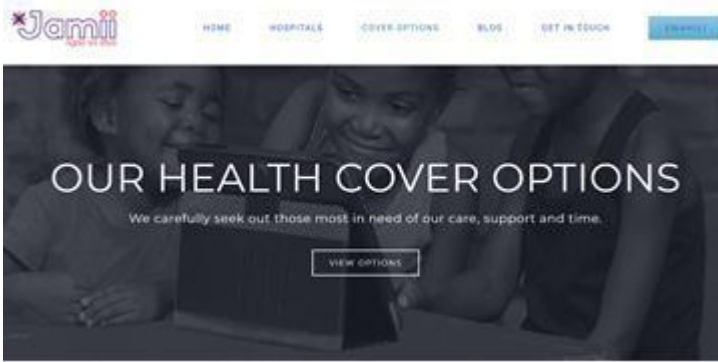 Jamii
HOME
HOSPITALS
COVER OPTIONS
BLOG
GET IN TOUCH
OUR HEALTH COVER OPTIONS
We carefully seek out those most in need of our care, support and time.
VIEW OPTIONS